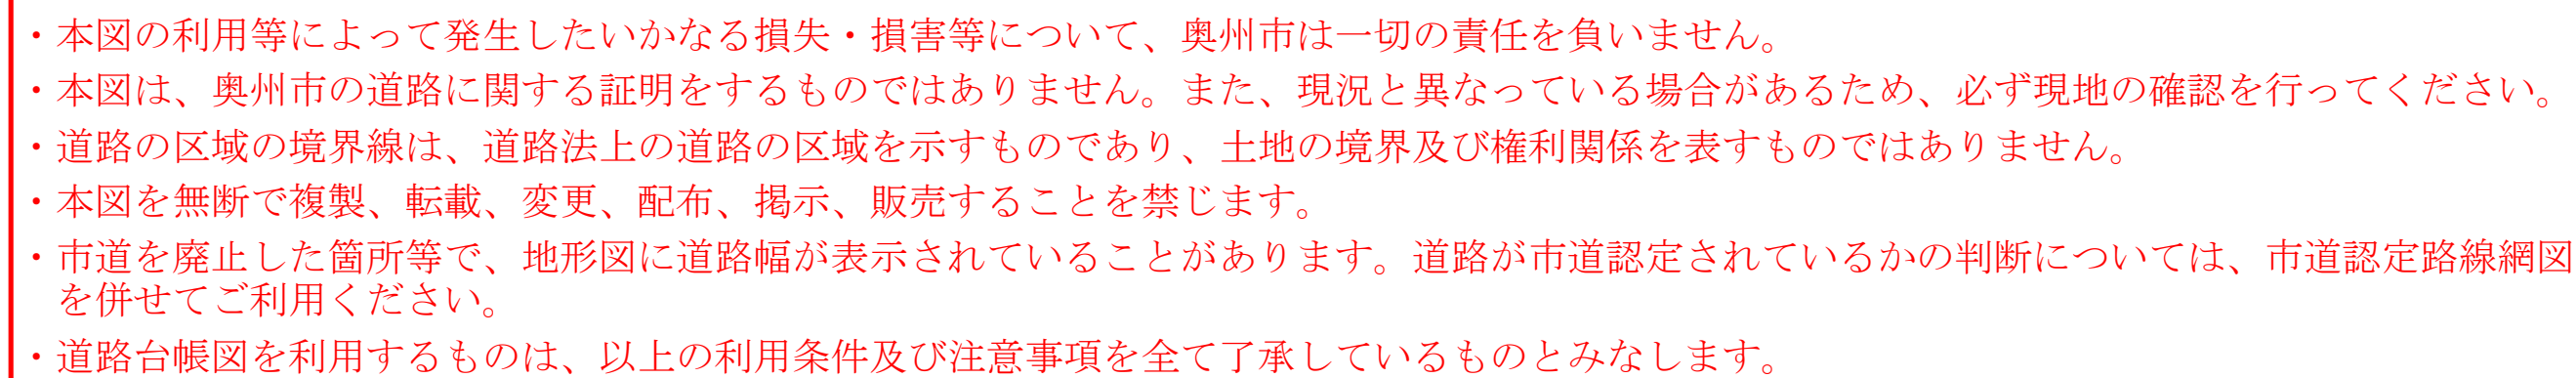 ・本図の利用等によって発生したいかなる損失・損害等について、奥州市は一切の責任を負いません。
・本図は、奥州市の道路に関する証明をするものではありません。また、現況と異なっている場合があるため、必ず現地の確認を行ってください。
・道路の区域の境界線は、道路法上の道路の区域を示すものであり、土地の境界及び権利関係を表すものではありません。
・本図を無断で複製、転載、変更、配布、掲示、販売することを禁じます。
・市道を廃止した箇所等で、地形図に道路幅が表示されていることがあります。道路が市道認定されているかの判断については、市道認定路線網図
を併せてご利用ください。
・道路台帳図を利用するものは、以上の利用条件及び注意事項を全て了承しているものとみなします。